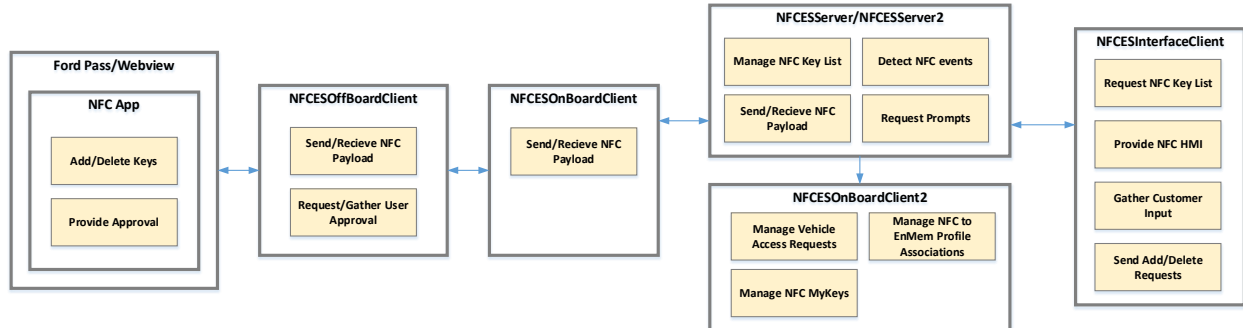 Ford Pass/Webview
NFC App
Add/Delete Keys
Provide Approval
NFCESOffBoardClient
Send/Recieve NFC
Payload
Request/Gather User
Approval
NFCESOnBoardClient
Send/Recieve NFC
Payload
NFCESServer/NFCESServer2
Manage NFC Key List
Detect NFC events
Send/Recieve NFC
Payload
Request Prompts
NFCESOnBoardClient2
Manage Vehicle
Access Requests
Manage NFC to
EnMem Profile
Associations
Manage NFC MyKeys
NFCESInterfaceClient
Request NFC Key List
Provide NFC HMI
Gather Customer
Input
Send Add/Delete
Requests